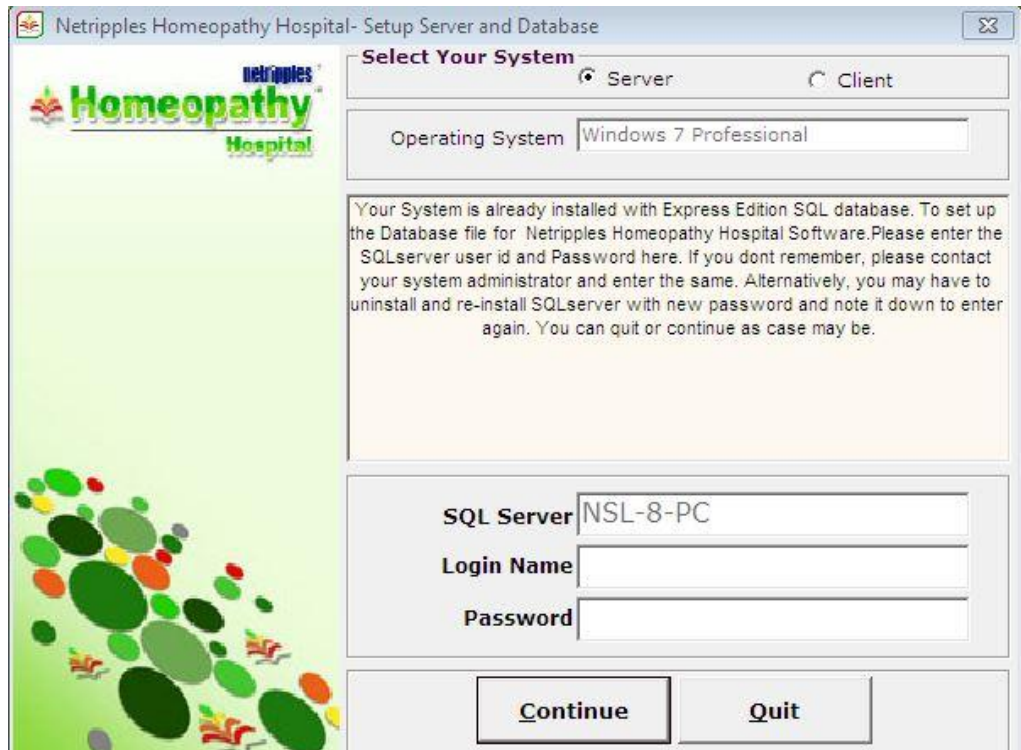 Netripples Homeopathy Hospital- Setup Server and Database
netripples
Homeopathy
Hospital
Select Your System
Server
Client
Operating System
Windows 7 Professional
Your System is already installed with Express Edition SQL database. To set up
the Database file for Netripples Homeopathy Hospital Software.Please enter the
SQLserver user id and Password here. If you dont remember, please contact
your system administrator and enter the same. Alternatively, you may have to
uninstall and re-install SQLserver with new password and note it down to enter
again. You can quit or continue as case may be.
SQL Server
NSL-8-PC
Login Name
Password
Continue
Quit